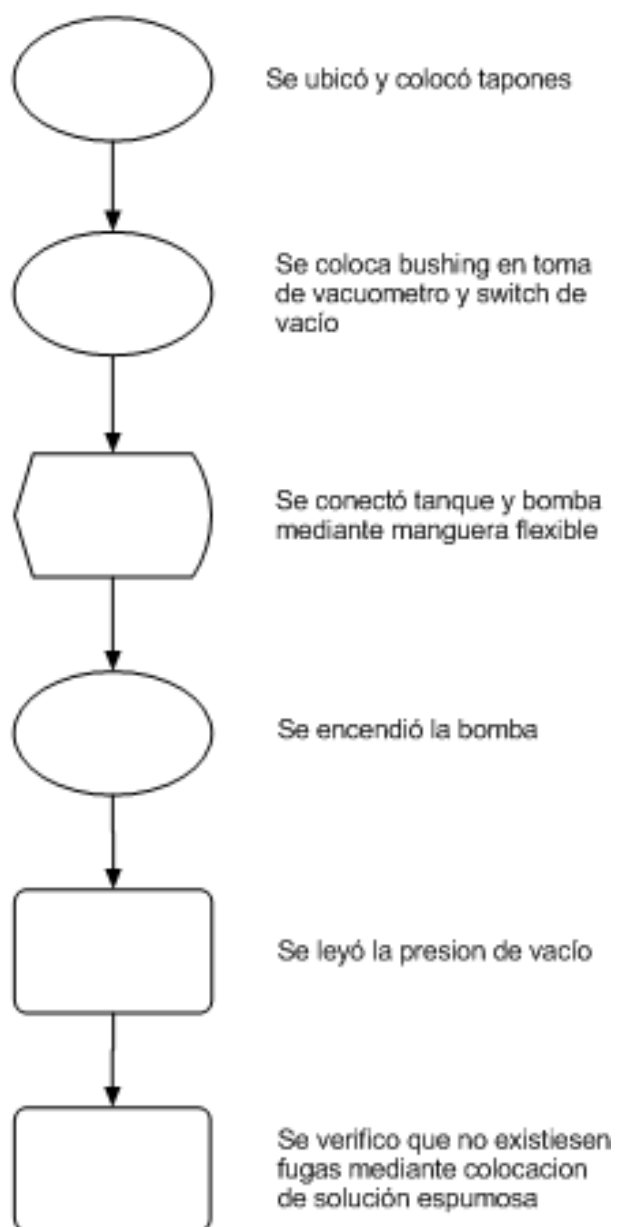 Se ubicó y colocó tapones
Se coloca bushing en toma
de vacuometro y switch de
vacío
Se conectó tanque y bomba
mediante manguera flexible
Se encendió la bomba
Se leyó la presion de vacío
Se verifico que no existiesen
fugas mediante colocacion
de solución espumosa